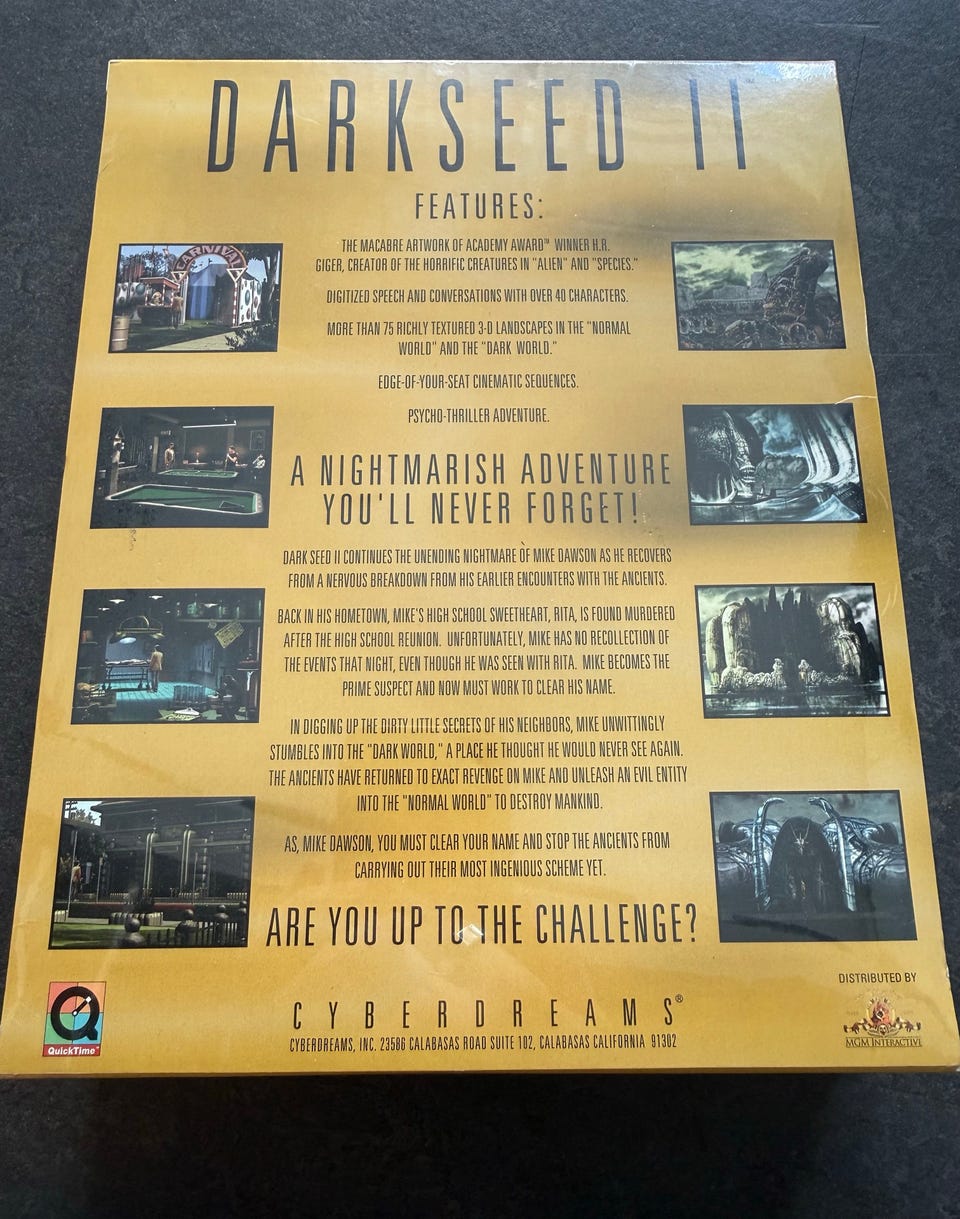 DARKSEED II
FEATURES:
CARNIVAL
THE MACABRE ARTWORK OF ACADEMY AWARD™ WINNER H.R.
GIGER, CREATOR OF THE HORRIFIC CREATURES IN "ALIEN" AND "SPECIES."
DIGITIZED SPEECH AND CONVERSATIONS WITH OVER 40 CHARACTERS.
MORE THAN 75 RICHLY TEXTURED 3-D LANDSCAPES IN THE "NORMAL
WORLD" AND THE "DARK WORLD."
EDGE-OF-YOUR-SEAT CINEMATIC SEQUENCES.
PSYCHO-THRILLER ADVENTURE.
A NIGHTMARISH ADVENTURE
YOU'LL NEVER FORGET!
DARK SEED II CONTINUES THE UNENDING NIGHTMARE OF MIKE DAWSON AS HE RECOVERS
FROM A NERVOUS BREAKDOWN FROM HIS EARLIER ENCOUNTERS WITH THE ANCIENTS.
BACK IN HIS HOMETOWN, MIKE'S HIGH SCHOOL SWEETHEART, RITA, IS FOUND MURDERED
AFTER THE HIGH SCHOOL REUNION. UNFORTUNATELY, MIKE HAS NO RECOLLECTION OF
THE EVENTS THAT NIGHT, EVEN THOUGH HE WAS SEEN WITH RITA. MIKE BECOMES THE
PRIME SUSPECT AND NOW MUST WORK TO CLEAR HIS NAME.
IN DIGGING UP THE DIRTY LITTLE SECRETS OF HIS NEIGHBORS, MIKE UNWITTINGLY
STUMBLES INTO THE "DARK WORLD," A PLACE HE THOUGHT HE WOULD NEVER SEE AGAIN.
THE ANCIENTS HAVE RETURNED TO EXACT REVENGE ON MIKE AND UNLEASH AN EVIL ENTITY
INTO THE "NORMAL WORLD" TO DESTROY MANKIND.
AS, MIKE DAWSON, YOU MUST CLEAR YOUR NAME AND STOP THE ANCIENTS FROM
CARRYING OUT THEIR MOST INGENIOUS SCHEME YET.
ARE YOU UP TO THE CHALLENGE?
QuickTime™
CYBERDREAMS®
CYBERDREAMS, INC. 23586 CALABASAS ROAD SUITE 102, CALABASAS CALIFORNIA 91302
DISTRIBUTED BY
MGM INTERACTIVE